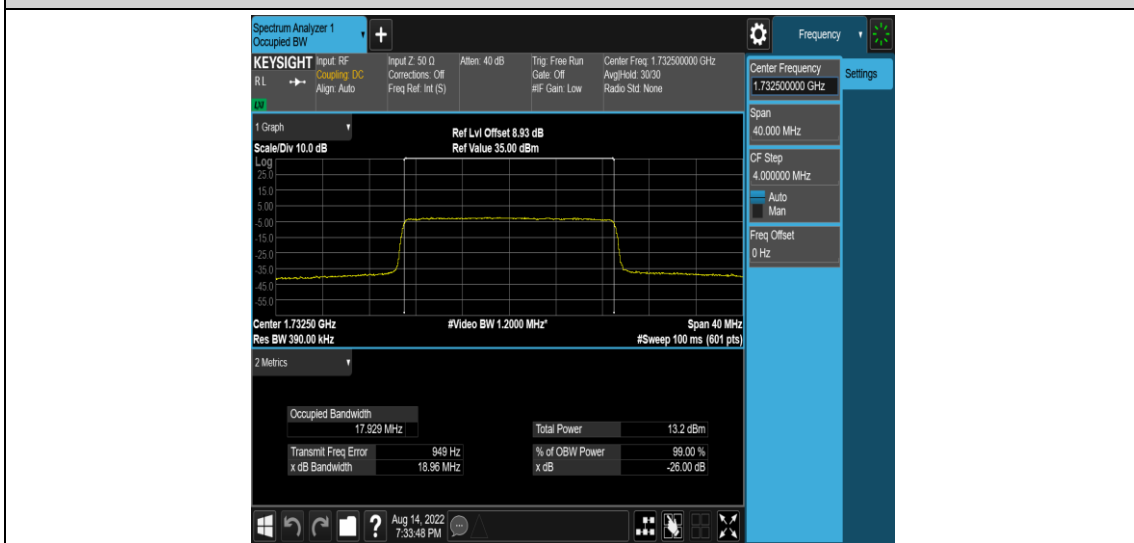 Spectrum Analyzer 1
Occupied BW
+
Frequency
KEYSIGHT
RL
LXI
Input: RF
Coupling: DC
Align: Auto
Input Z: 50 Ω
Corrections: Off
Freq Ref: Int (S)
Atten: 40 dB
Trig: Free Run
Gate: Off
#IF Gain: Low
Center Freq: 1.732500000 GHz
Avg|Hold: 30/30
Radio Std: None
Center Frequency
1.732500000 GHz
Settings
Span
40.000 MHz
CF Step
4.000000 MHz
Auto
Man
Freq Offset
0 Hz
1 Graph
Ref Lvl Offset 8.93 dB
Scale/Div 10.0 dB
Ref Value 35.00 dBm
Log
25.0
15.0
5.00
-5.00
-15.0
-25.0
-35.0
-45.0
-55.0
Center 1.73250 GHz
#Video BW 1.2000 MHz*
Span 40 MHz
Res BW 390.00 kHz
#Sweep 100 ms (601 pts)
2 Metrics
Occupied Bandwidth
17.929 MHz
Total Power 13.2 dBm
Transmit Freq Error 949 Hz
% of OBW Power 99.00 %
x dB Bandwidth 18.96 MHz
x dB -26.00 dB
?
Aug 14, 2022
7:33:48 PM